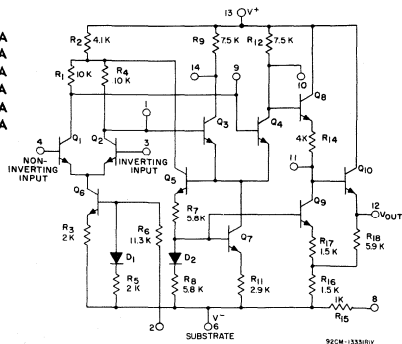 13 V+
R2 4.1K
R9 7.5K
R12 7.5K
A
A
A
A
A
A
R1 10K
R4 10K
14
9
10
Q8
1
4
Q1
Q2
3
Q3
Q4
R14
4K
NON-
INVERTING
INPUT
INVERTING
INPUT
11
Q10
Q5
Q6
R7
5.8K
Q9
12
VOUT
R3
2K
R6
11.3K
D1
D2
Q7
R17
1.5K
R18
5.9K
R5
2K
R8
5.8K
R11
2.9K
R16
1.5K
1K
R15
8
2
V-
6
SUBSTRATE